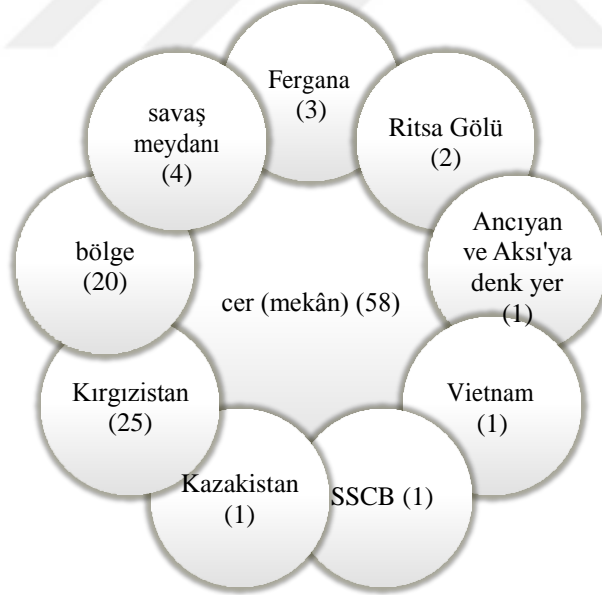 Fergana
(3)
Ritsa Gölü
(2)
Ancıyan
ve Aksı'ya
denk yer
(1)
Vietnam
(1)
SSCB (1)
Kazakistan
(1)
Kırgızistan
(25)
bölge
(20)
savaş
meydanı
(4)
cer (mekân) (58)